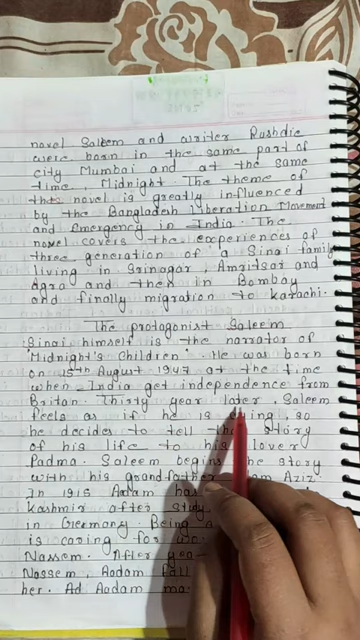 novel Saleem and writer Rushdie
were born in the same part of
city Mumbai and at the same
time, Midnight. The theme of
this novel is greatly influenced
by the Bangladesh Liberation Movement
and emergency in India. The
novel covers the experiences of
three generation of a Sinai family
living in Srinagar, Amritsar and
Agra and then in Bombay
and finally migration to Karachi.
The protagonist Saleem
Sinai himself is the narrator of
"Midnight's Children". He was born
on 15th August 1947 at the time
when India get independence from
Britan. Thirty year later, Saleem
feels as if he is dying, so
he decides to tell the story
of his life to his lover
Padma. Saleem begins the story
with his grandfather Aziz.
In 1915 Aadam has
Kashmir after study
in Germany. Being a
is caring for
Nassem. After
Nassem, Aadam fall
her. Ad Aadam